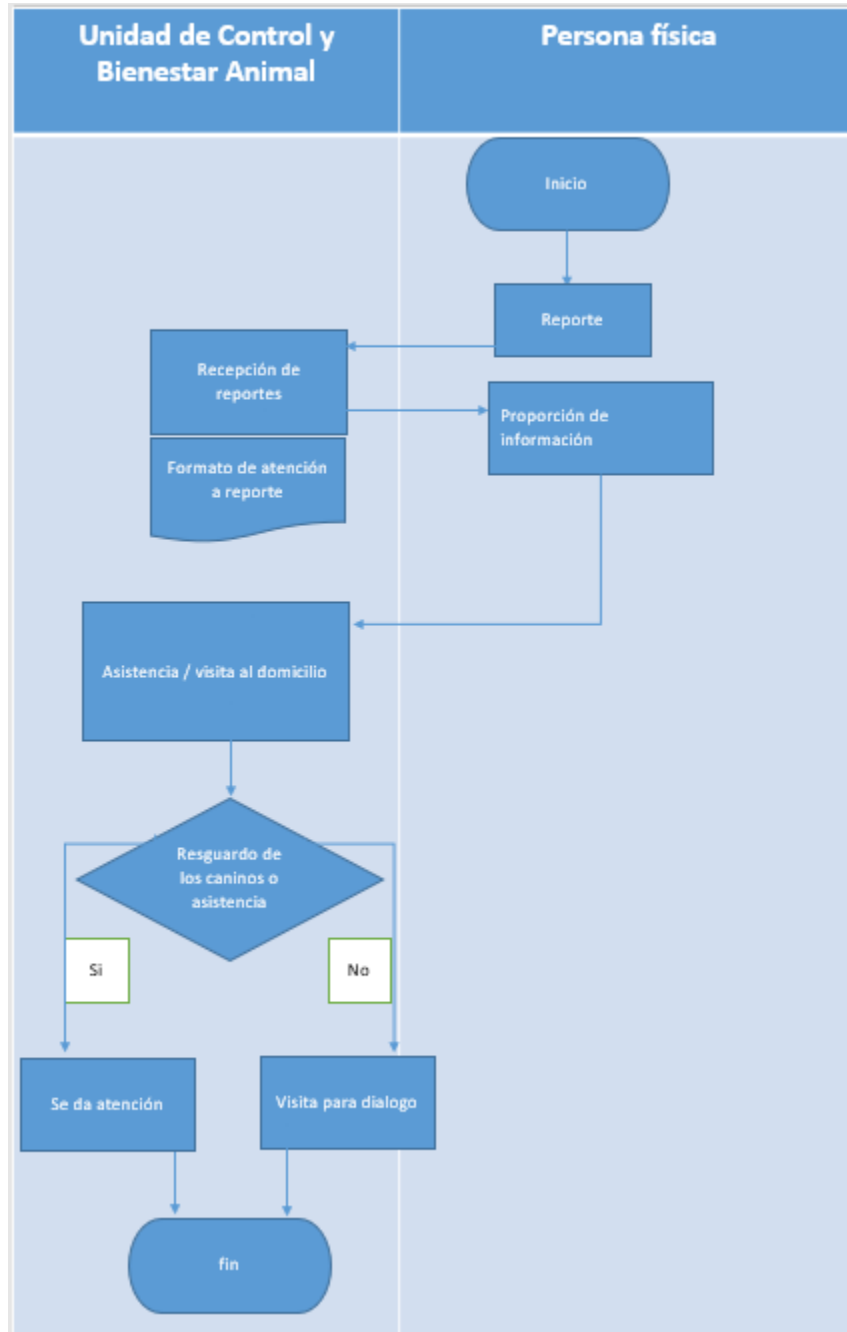 Unidad de Control y
Bienestar Animal
Persona física
Inicio
Reporte
Recepción de
reportes
Proporción de
información
Formato de atención
a reporte
Asistencia / visita al domicilio
Resguardo de
los caninos o
asistencia
Si
No
Se da atención
Visita para dialogo
fin